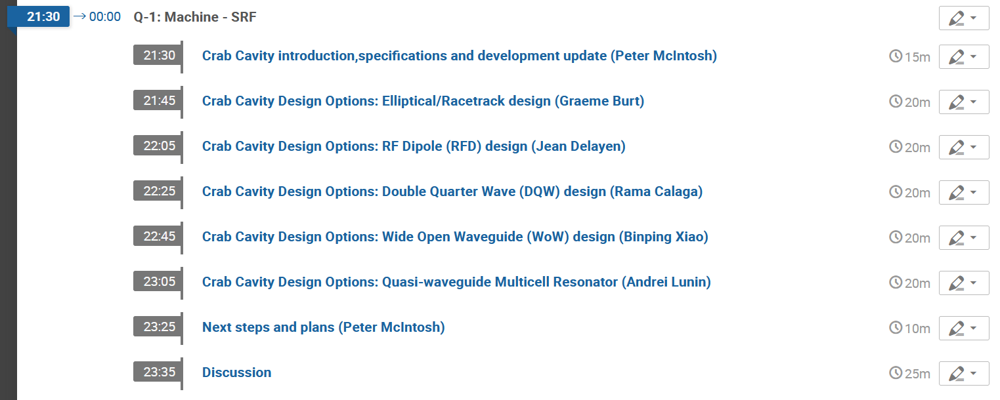 21:30 → 00:00 Q-1: Machine - SRF
21:30 Crab Cavity introduction,specifications and development update (Peter McIntosh) 15m
21:45 Crab Cavity Design Options: Elliptical/Racetrack design (Graeme Burt) 20m
22:05 Crab Cavity Design Options: RF Dipole (RFD) design (Jean Delayen) 20m
22:25 Crab Cavity Design Options: Double Quarter Wave (DQW) design (Rama Calaga) 20m
22:45 Crab Cavity Design Options: Wide Open Waveguide (WoW) design (Binping Xiao) 20m
23:05 Crab Cavity Design Options: Quasi-waveguide Multicell Resonator (Andrei Lunin) 20m
23:25 Next steps and plans (Peter McIntosh) 10m
23:35 Discussion 25m